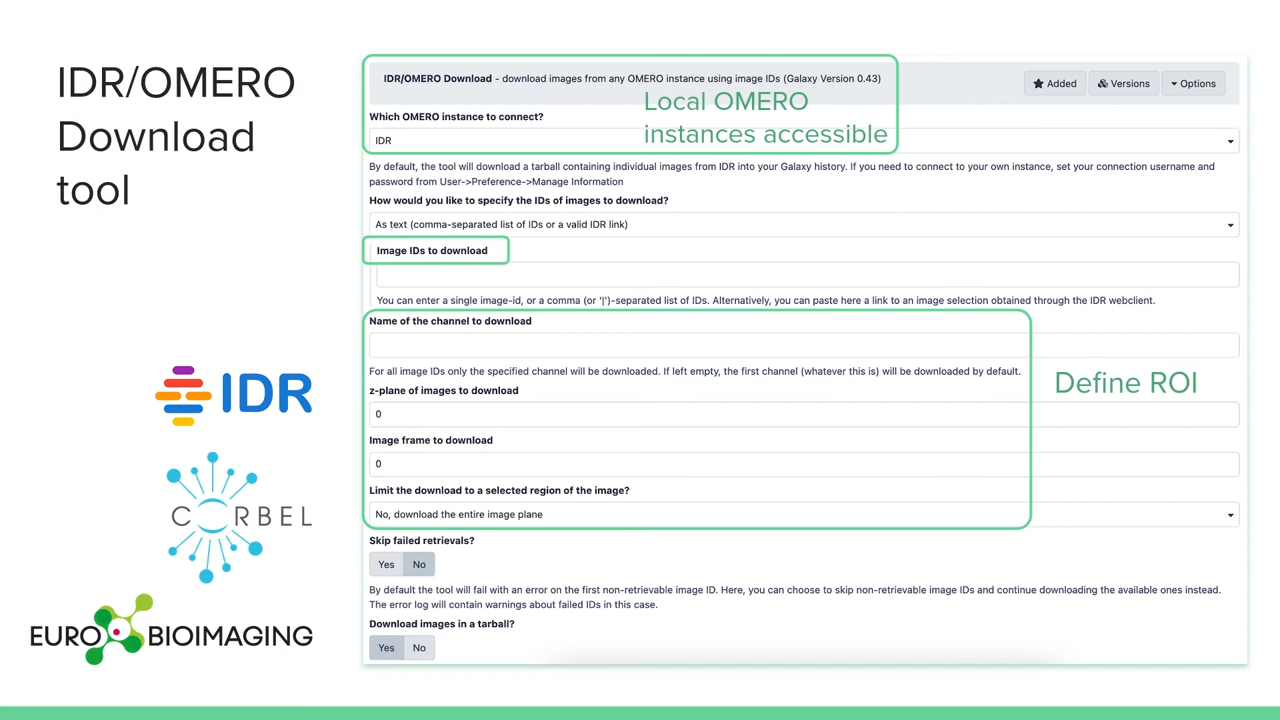 IDR/OMERO
Download
tool
IDR/OMERO Download - download images from any OMERO instance using image IDs (Galaxy Version 0.43)
Added
Versions
Options
Local OMERO
instances accessible
Which OMERO instance to connect?
IDR
By default, the tool will download a tarball containing individual images from IDR into your Galaxy history. If you need to connect to your own instance, set your connection username and
password from User->Preference->Manage Information
How would you like to specify the IDs of images to download?
As text (comma-separated list of IDs or a valid IDR link)
Image IDs to download
You can enter a single image-id, or a comma (or '|')-separated list of IDs. Alternatively, you can paste here a link to an image selection obtained through the IDR webclient.
Name of the channel to download
For all image IDs only the specified channel will be downloaded. If left empty, the first channel (whatever this is) will be downloaded by default.
Define ROI
z-plane of images to download
0
Image frame to download
0
Limit the download to a selected region of the image?
No, download the entire image plane
Skip failed retrievals?
Yes No
By default the tool will fail with an error on the first non-retrievable image ID. Here, you can choose to skip non-retrievable image IDs and continue downloading the available ones instead.
The error log will contain warnings about failed IDs in this case.
Download images in a tarball?
Yes No
IDR
CORBEL
EURO BIOIMAGING